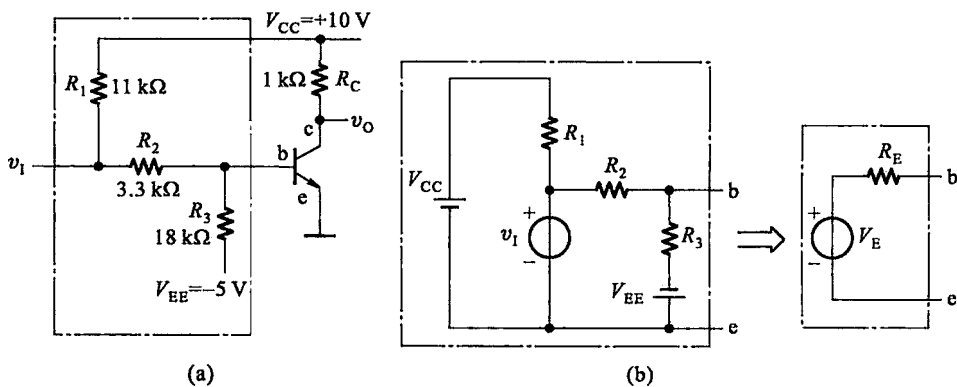 V_CC=+10 V
R_1
11 kΩ
1 kΩ
R_C
c
v_O
v_I
R_2
3.3 kΩ
b
e
R_3
18 kΩ
V_EE=−5 V
(a)
V_CC
R_1
R_2
b
v_I
+
−
R_3
V_EE
e
R_E
b
+
V_E
−
e
(b)